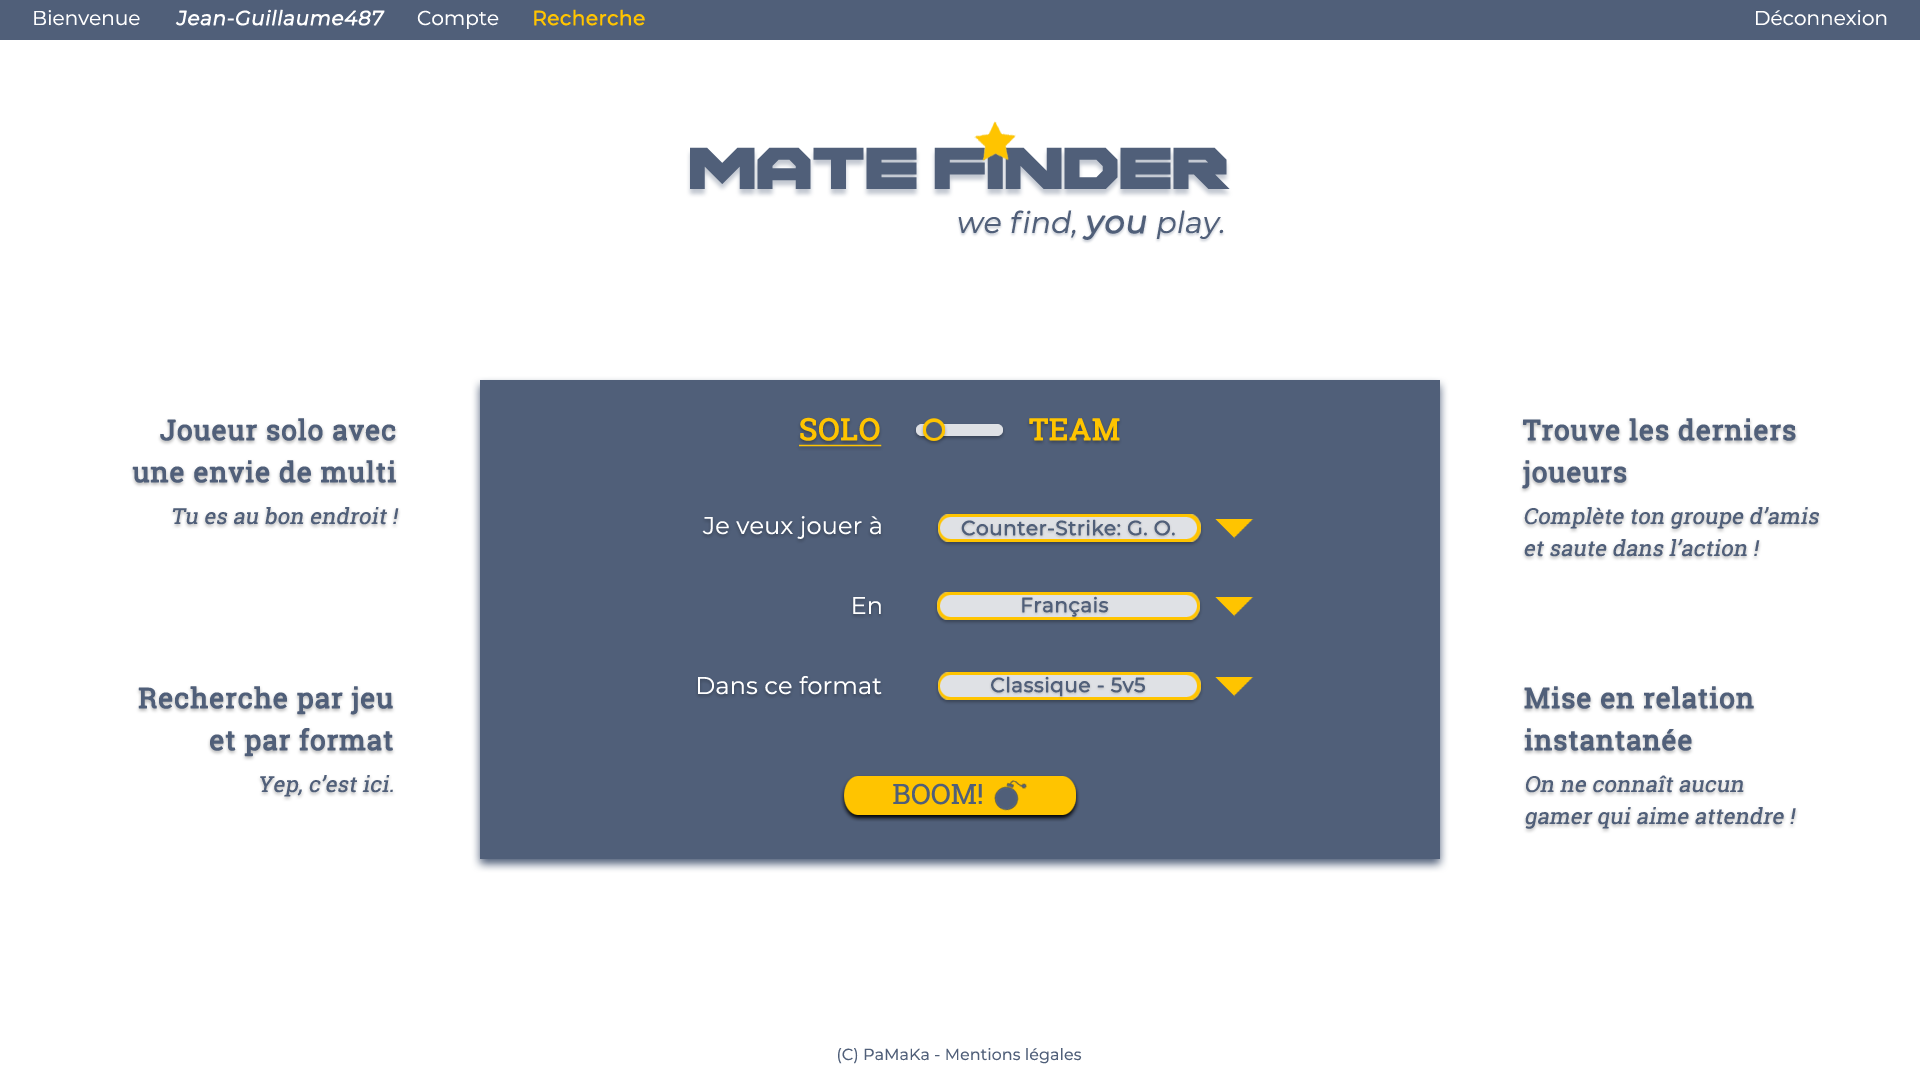 Bienvenue Jean-Guillaume487 Compte Recherche Déconnexion
MATE FINDER
we find, you play.
Joueur solo avec
une envie de multi
Tu es au bon endroit !
Recherche par jeu
et par format
Yep, c’est ici.
SOLO TEAM
Je veux jouer à Counter-Strike: G. O.
En Français
Dans ce format Classique - 5v5
BOOM!
Trouve les derniers
joueurs
Complète ton groupe d’amis
et saute dans l’action !
Mise en relation
instantanée
On ne connaît aucun
gamer qui aime attendre !
(C) PaMaKa - Mentions légales